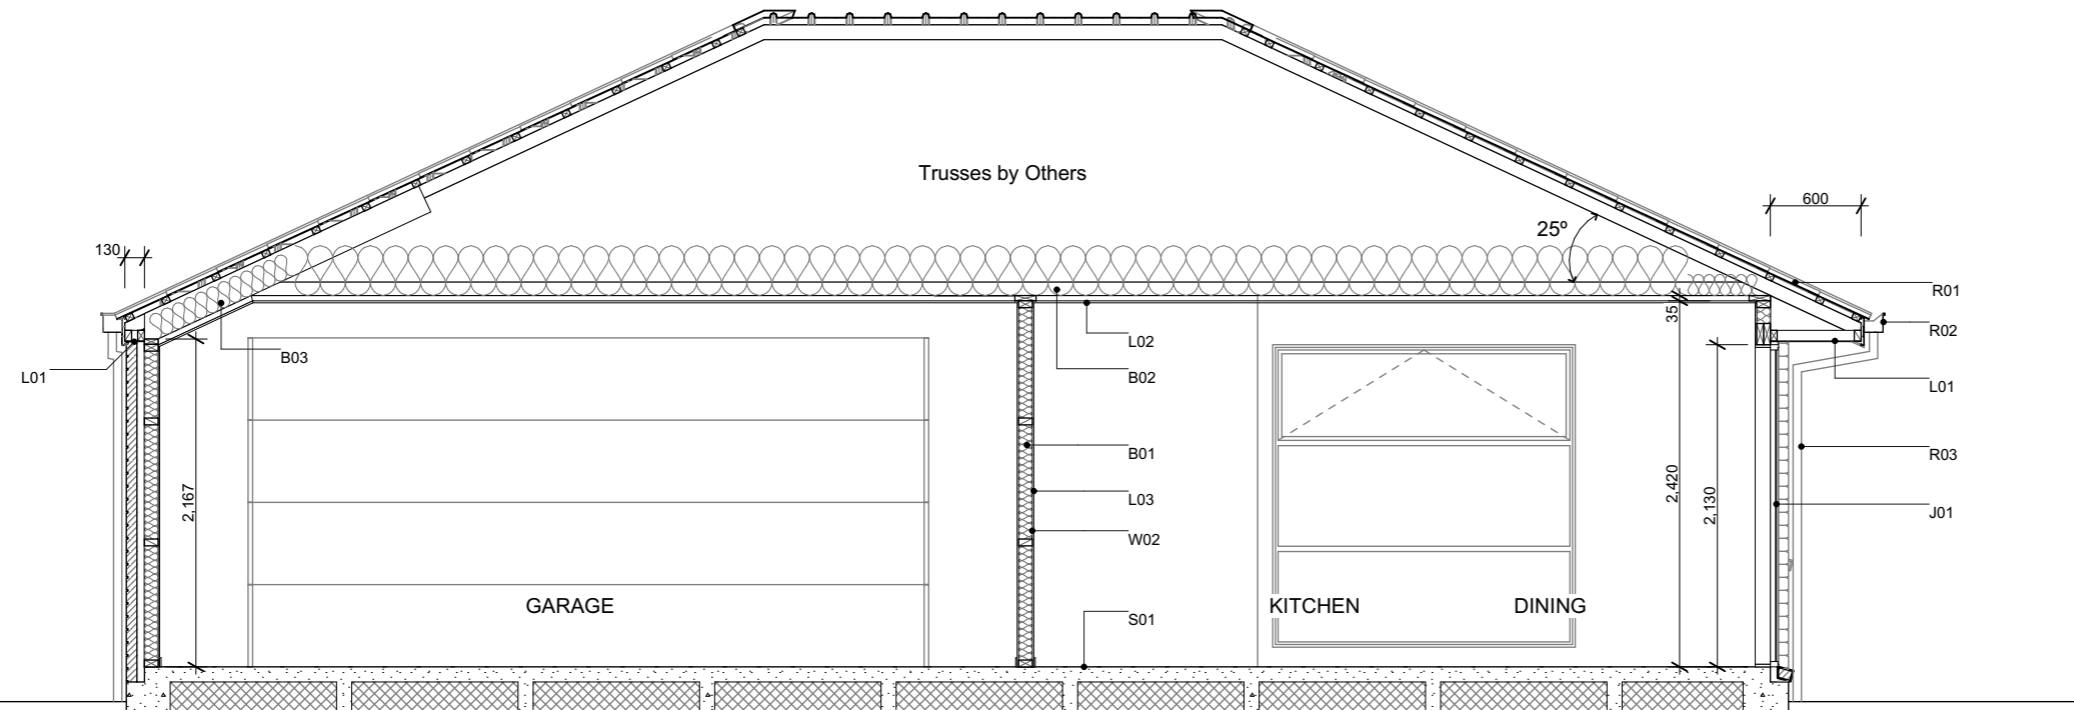 Trusses by Others
600
25º
130
R01
R02
35
L02
B03
B02
L01
L01
B01
R03
2,420
L03
2,167
2,130
J01
W02
GARAGE
KITCHEN
DINING
S01